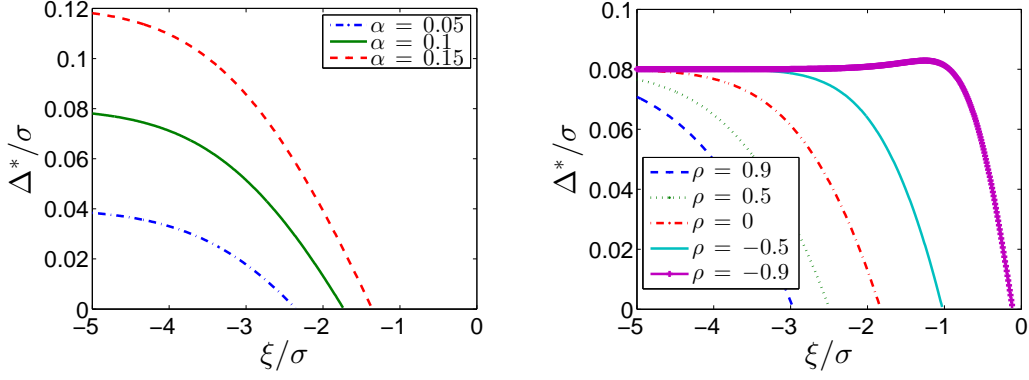 0.12
0.1
0.08
0.06
0.04
0.02
0
Δ*/σ
−5
−4
−3
−2
−1
0
ξ/σ
α = 0.05
α = 0.1
α = 0.15
0.1
0.08
0.06
0.04
0.02
0
Δ*/σ
−5
−4
−3
−2
−1
0
ξ/σ
ρ = 0.9
ρ = 0.5
ρ = 0
ρ = −0.5
ρ = −0.9